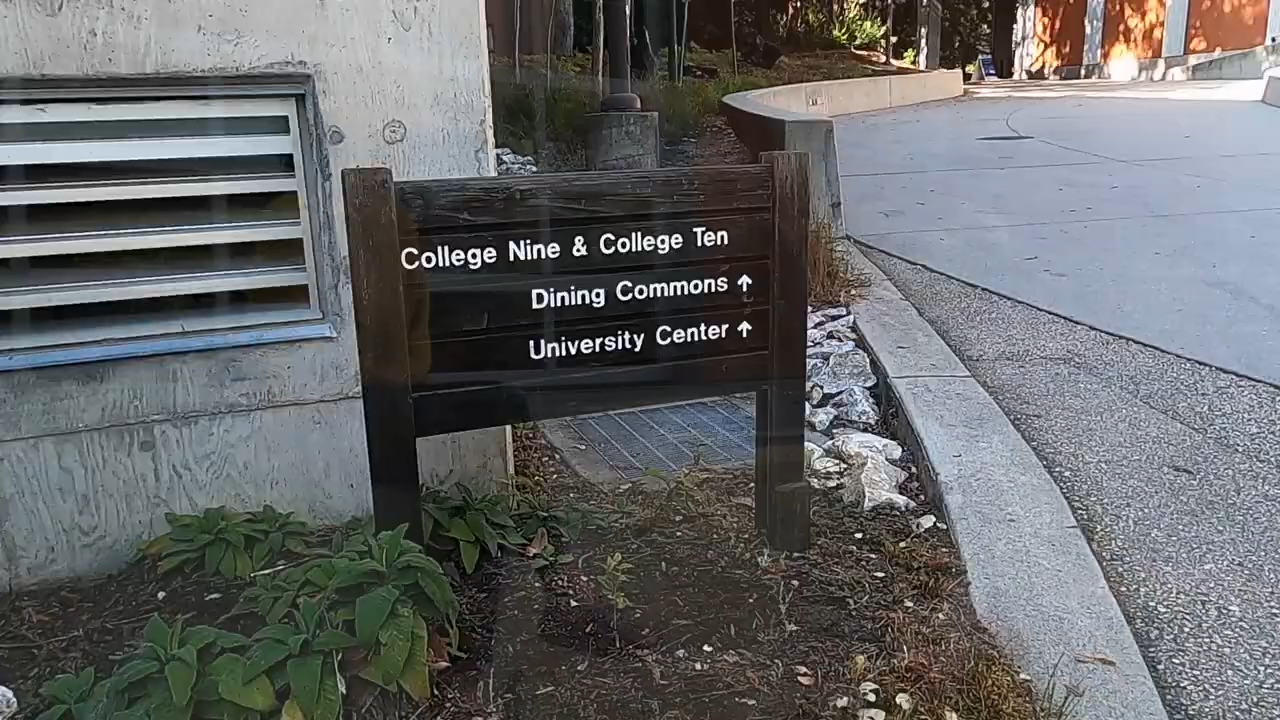 College Nine & College Ten
Dining Commons ↑
University Center ↑